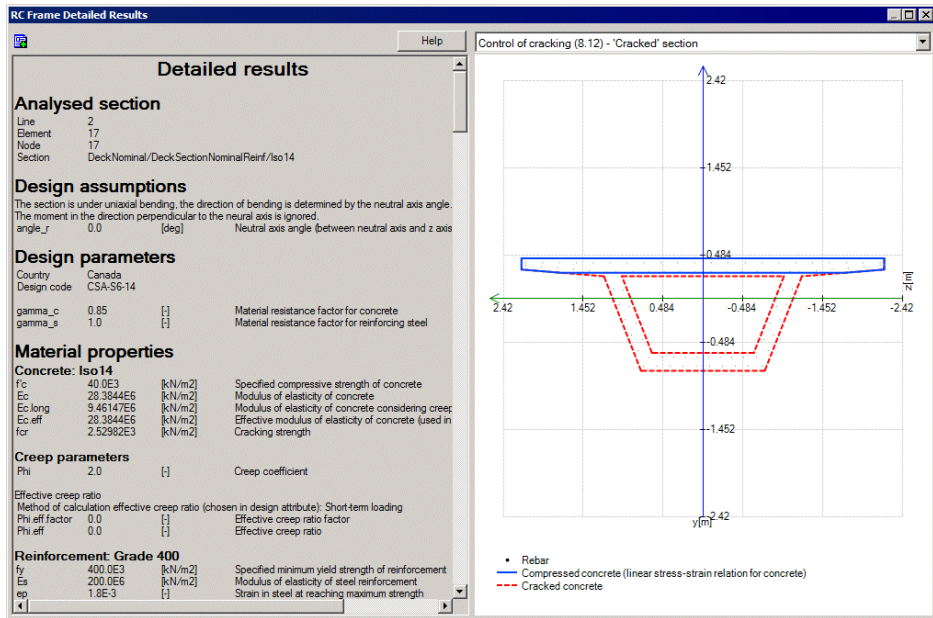 RC Frame Detailed Results
Help
Control of cracking (8.12) - 'Cracked' section
Detailed results
Analysed section
Line 2
Element 17
Node 17
Section DeckNominal/DeckSectionNominalReinf/Iso14
Design assumptions
The section is under uniaxial bending, the direction of bending is determined by the neutral axis angle.
The moment in the direction perpendicular to the neural axis is ignored.
angle_r 0.0 [deg] Neutral axis angle (between neutral axis and z axis
Design parameters
Country Canada
Design code CSA-S6-14
gamma_c 0.85 [-] Material resistance factor for concrete
gamma_s 1.0 [-] Material resistance factor for reinforcing steel
Material properties
Concrete: Iso14
f'c 40.0E3 [kN/m2] Specified compressive strength of concrete
Ec 28.3844E6 [kN/m2] Modulus of elasticity of concrete
Ec.long 9.46147E6 [kN/m2] Modulus of elasticity of concrete considering creep
Ec.eff 28.3844E6 [kN/m2] Effective modulus of elasticity of concrete (used in
fcr 2.52982E3 [kN/m2] Cracking strength
Creep parameters
Phi 2.0 [-] Creep coefficient
Effective creep ratio
Method of calculation effective creep ratio (chosen in design attribute): Short-term loading
Phi.eff.factor 0.0 [-] Effective creep ratio factor
Phi.eff 0.0 [-] Effective creep ratio
Reinforcement: Grade 400
fy 400.0E3 [kN/m2] Specified minimum yield strength of reinforcement
Es 200.0E6 [kN/m2] Modulus of elasticity of steel reinforcement
ep 1.8E-3 [-] Strain in steel at reaching maximum strength
2.42
1.452
0.484
z[m]
2.42 1.452 0.484 -0.484 -1.452 -2.42
-0.484
-1.452
-2.42
y[m]
Rebar
Compressed concrete (linear stress-strain relation for concrete)
Cracked concrete